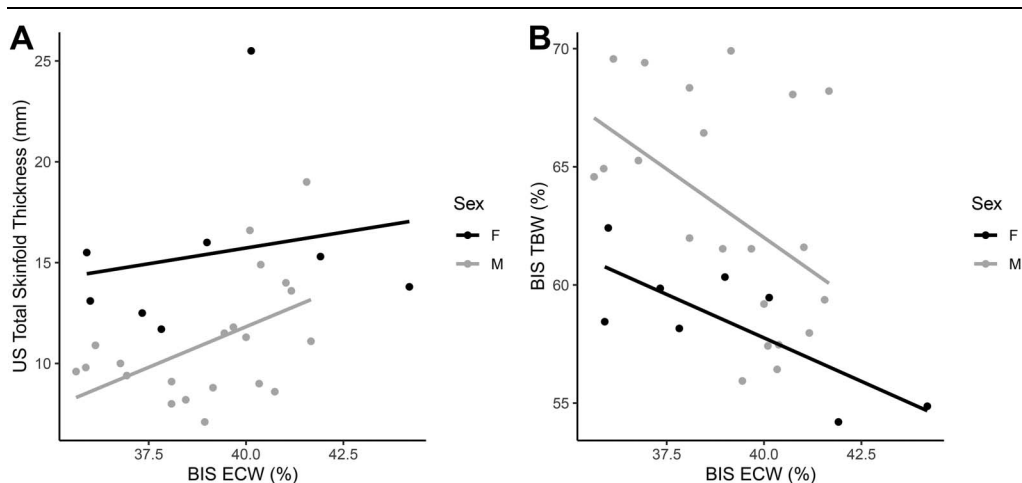 A
B
US Total Skinfold Thickness (mm)
25
20
15
10
37.5 40.0 42.5
BIS ECW (%)
Sex
F
M
BIS TBW (%)
70
65
60
55
37.5 40.0 42.5
BIS ECW (%)
Sex
F
M